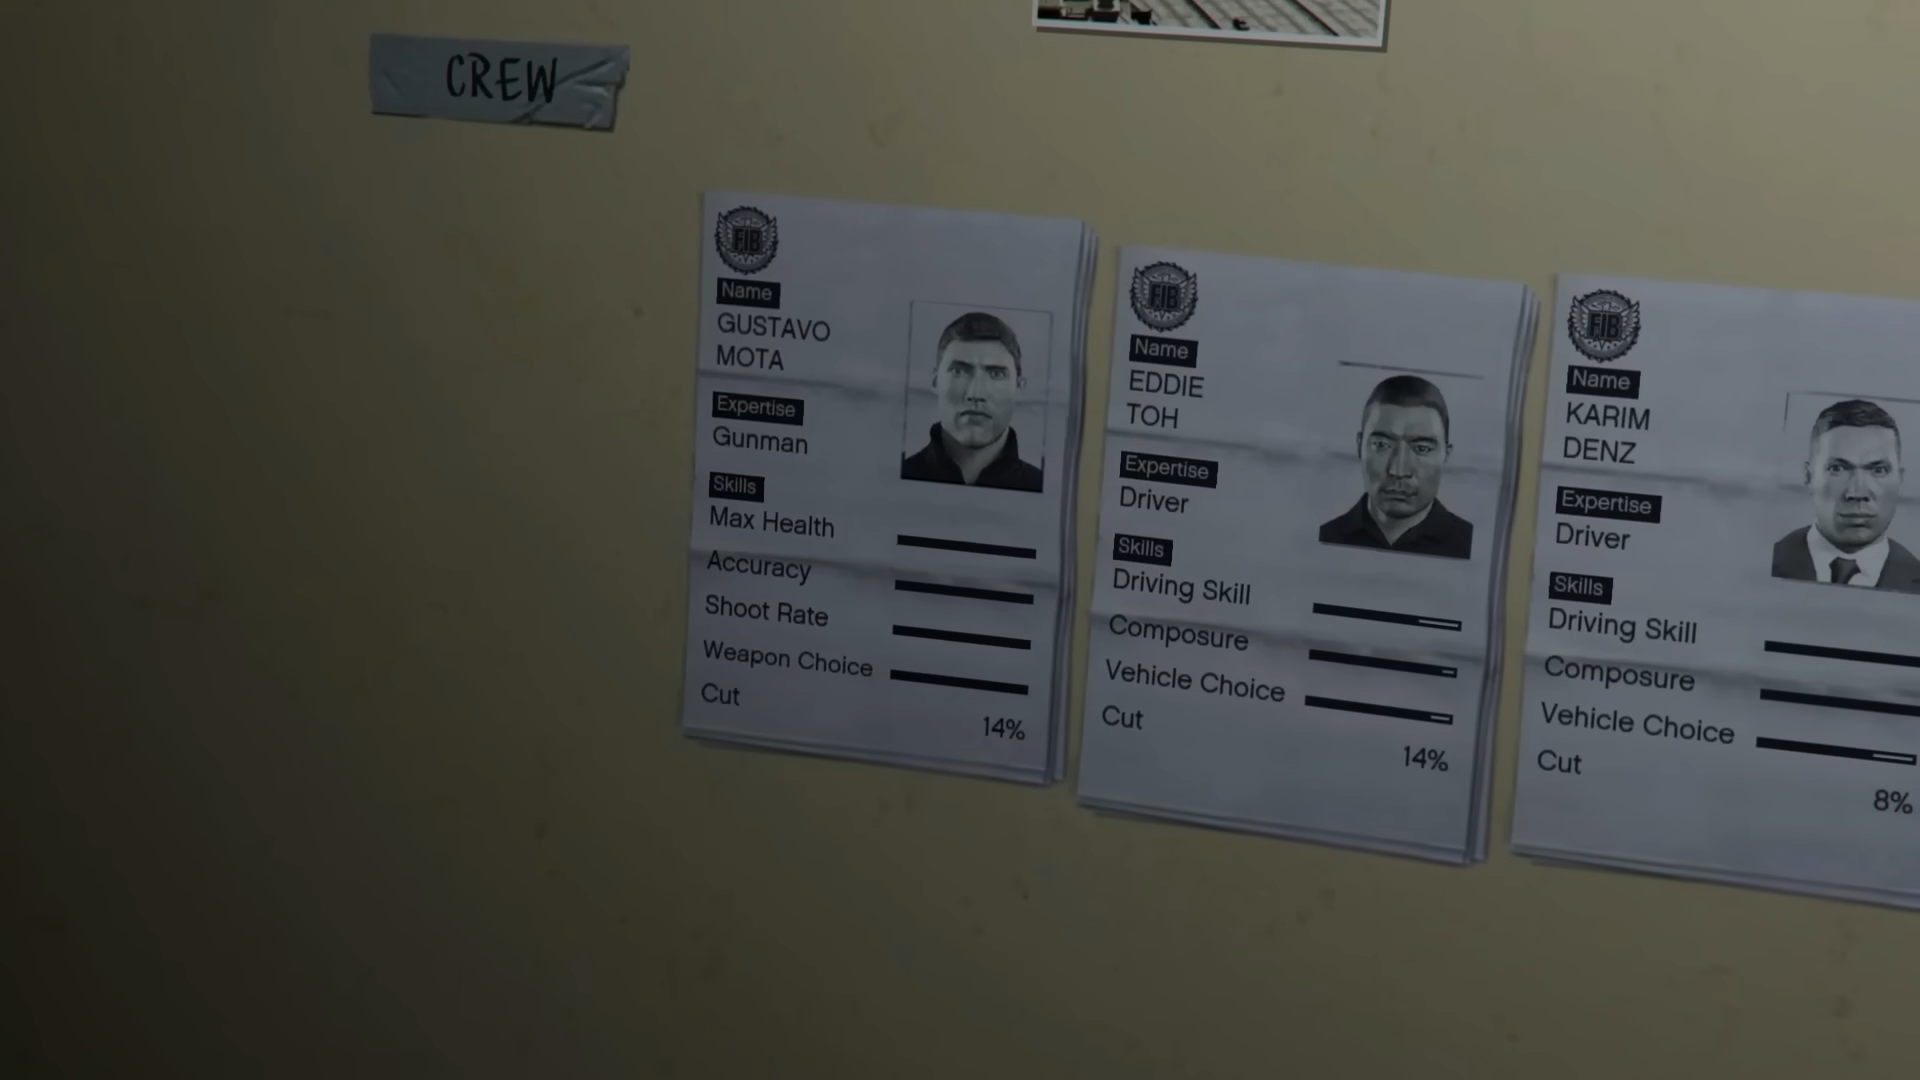 CREW
FIB
Name
GUSTAVO
MOTA
Expertise
Gunman
Skills
Max Health
Accuracy
Shoot Rate
Weapon Choice
Cut
14%
FIB
Name
EDDIE
TOH
Expertise
Driver
Skills
Driving Skill
Composure
Vehicle Choice
Cut
14%
FIB
Name
KARIM
DENZ
Expertise
Driver
Skills
Driving Skill
Composure
Vehicle Choice
Cut
8%